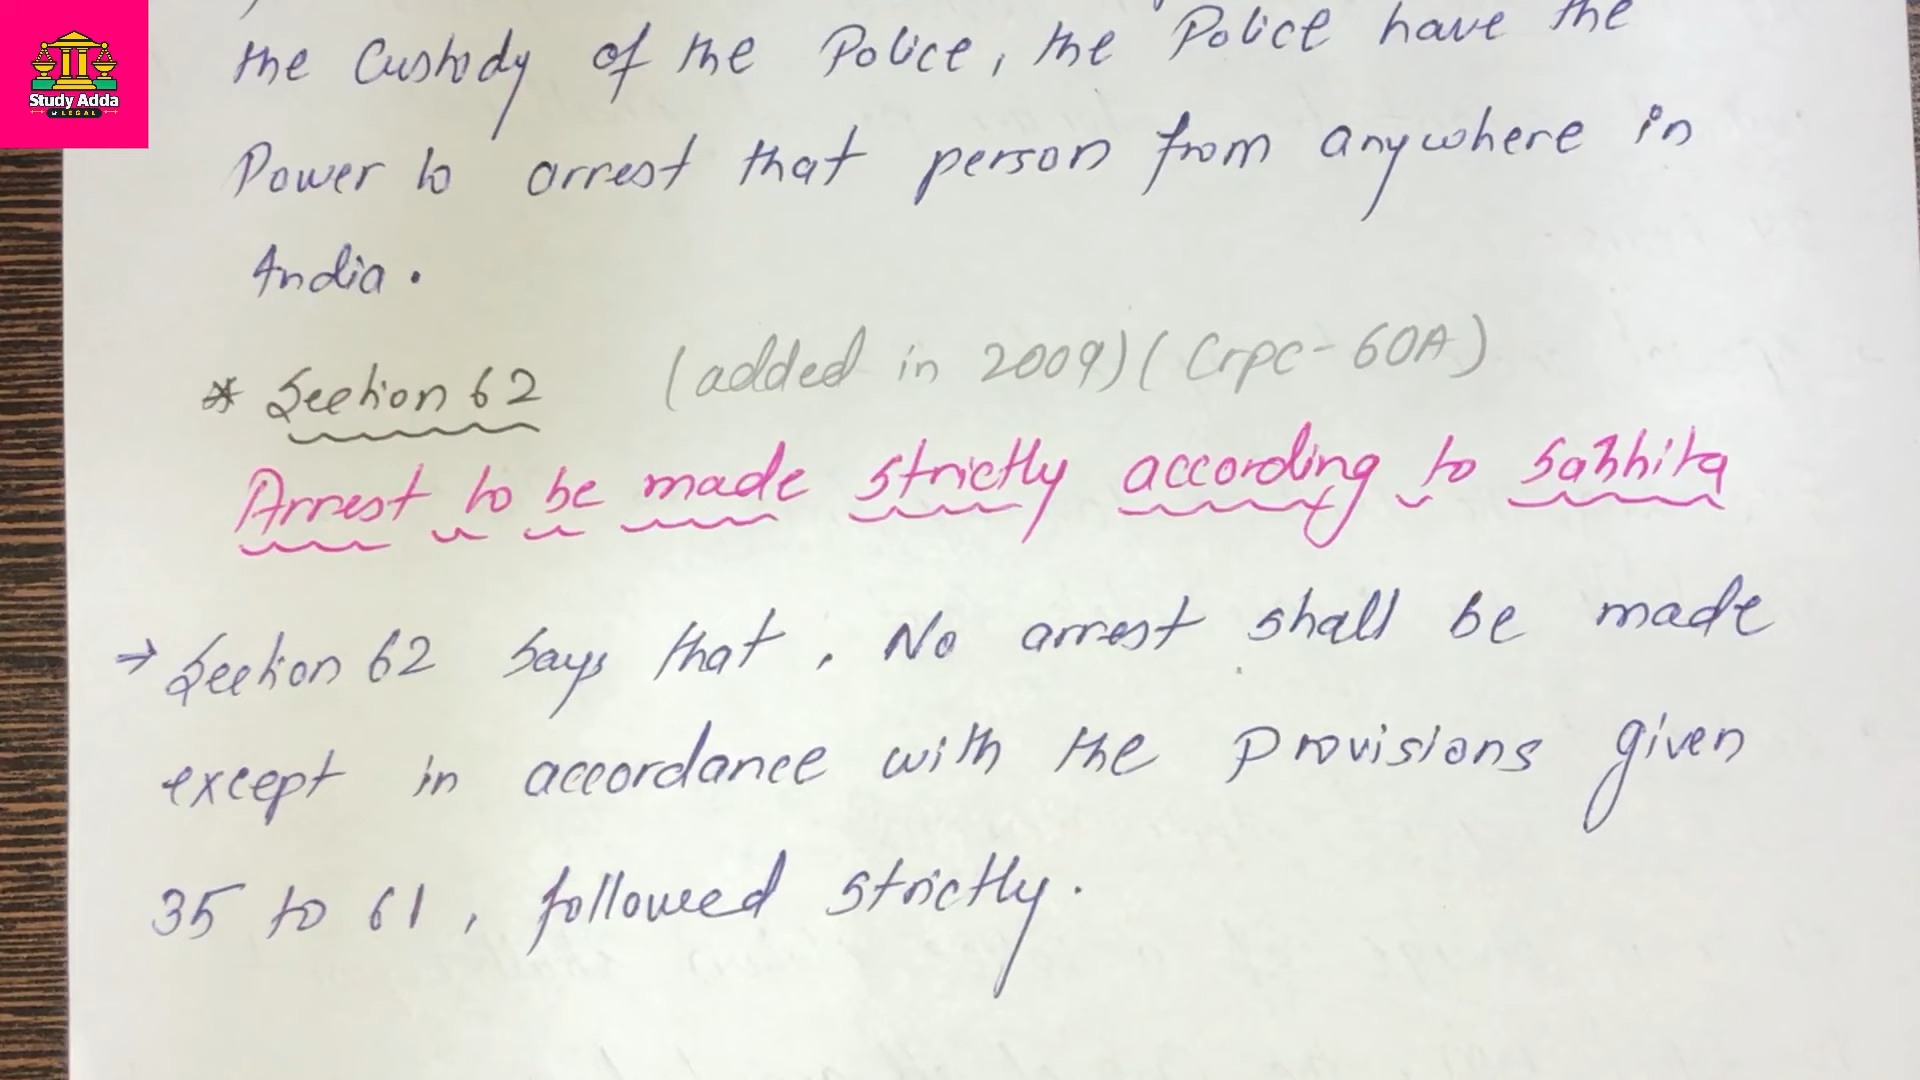 Study Adda
LEGAL
the Custody of the Police, the Police have the
Power to arrest that person from anywhere in
India.
* Section 62 (added in 2009) (Crpc-60A)
Arrest to be made strictly according to Sanhita
→ Section 62 Says that, No arrest shall be made
except in accordance with the provisions given
35 to 61, followed strictly.